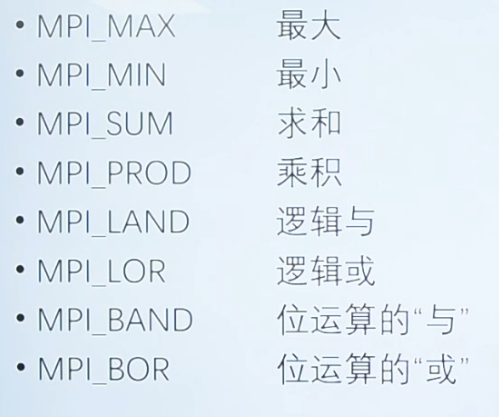 • MPI_MAX 最大
• MPI_MIN 最小
• MPI_SUM 求和
• MPI_PROD 乘积
• MPI_LAND 逻辑与
• MPI_LOR 逻辑或
• MPI_BAND 位运算的“与”
• MPI_BOR 位运算的“或”